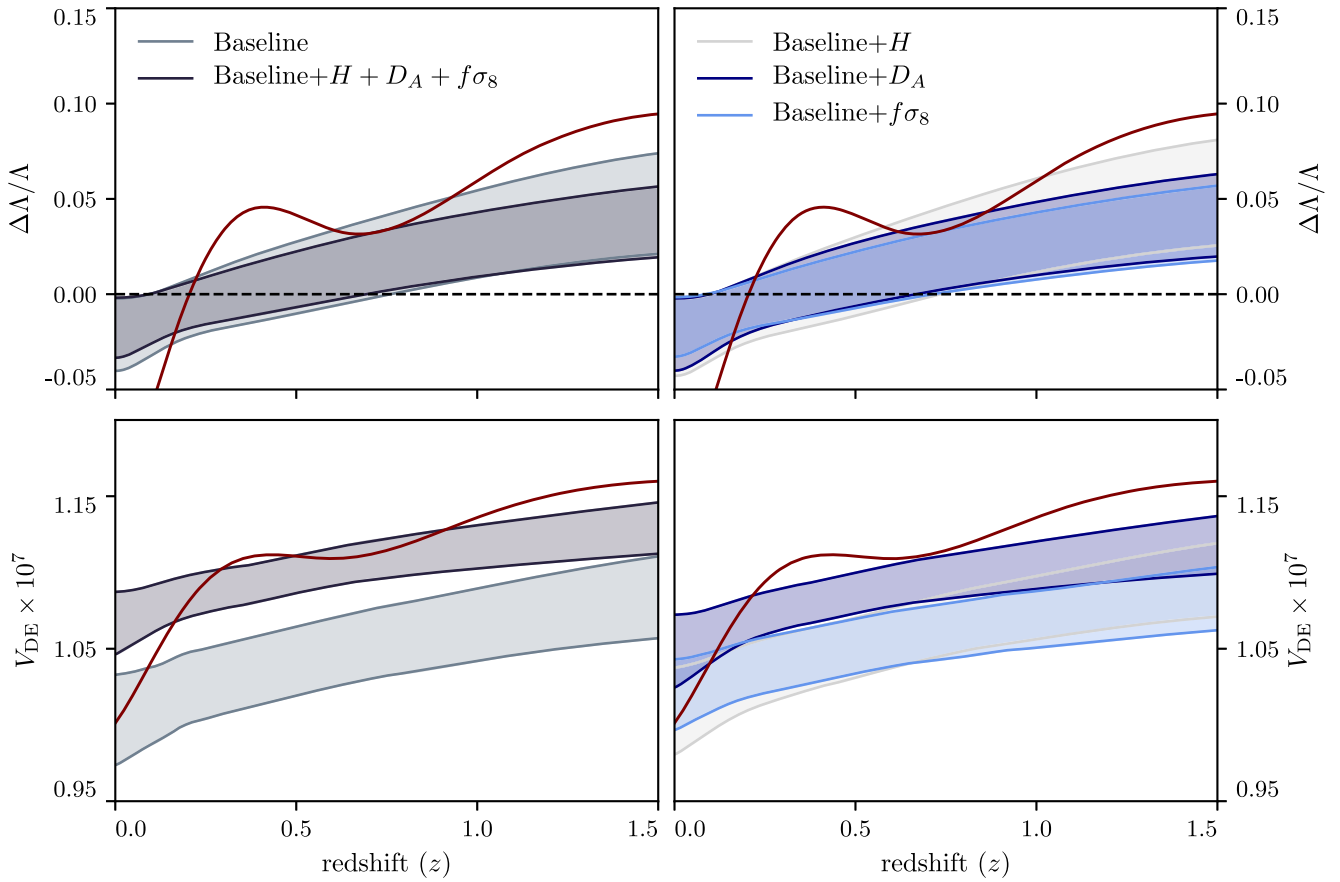 0.15
0.10
0.05
0.00
-0.05
ΔΛ/Λ
Baseline
Baseline+H + D_A + fσ_8
Baseline+H
Baseline+D_A
Baseline+fσ_8
0.15
0.10
0.05
0.00
-0.05
ΔΛ/Λ
1.15
1.05
0.95
V_DE × 10^7
0.0 0.5 1.0 1.5
redshift (z)
0.0 0.5 1.0 1.5
redshift (z)
1.15
1.05
0.95
V_DE × 10^7